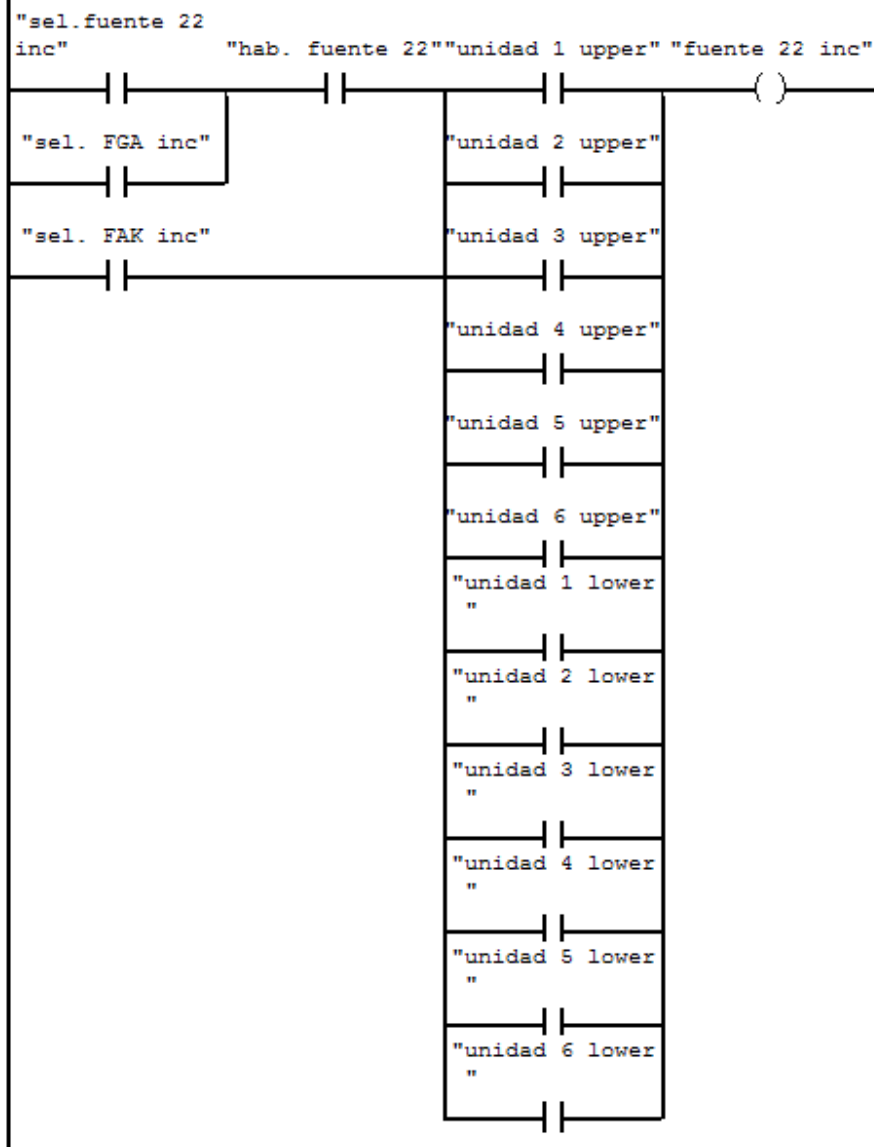 "sel.fuente 22
inc"
"hab. fuente 22"
"unidad 1 upper"
"fuente 22 inc"
"sel. FGA inc"
"unidad 2 upper"
"sel. FAK inc"
"unidad 3 upper"
"unidad 4 upper"
"unidad 5 upper"
"unidad 6 upper"
"unidad 1 lower
"
"unidad 2 lower
"
"unidad 3 lower
"
"unidad 4 lower
"
"unidad 5 lower
"
"unidad 6 lower
"